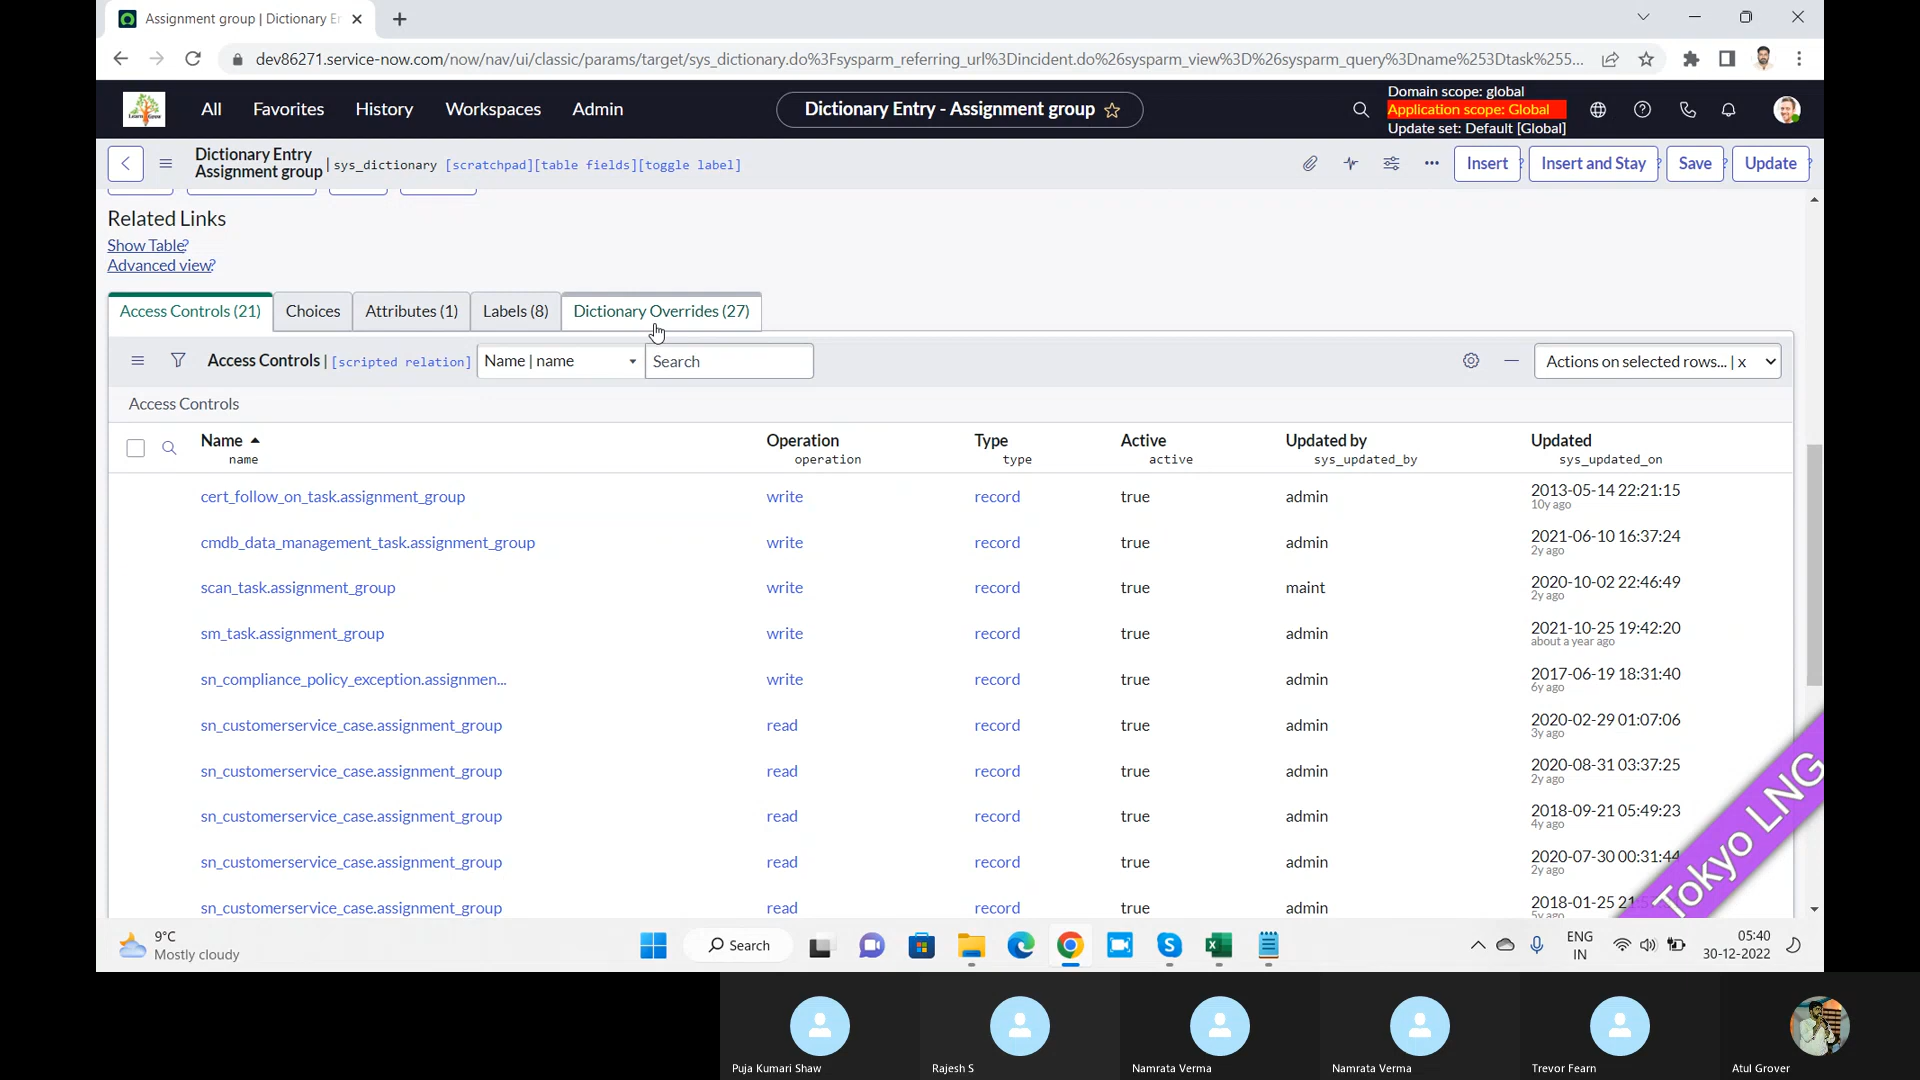 Assignment group | Dictionary E
dev86271.service-now.com/now/nav/ui/classic/params/target/sys_dictionary.do%3Fsysparm_referring_url%3Dincident.do%26sysparm_view%3D%26sysparm_query%3Dname%253Dtask%255...
All Favorites History Workspaces Admin
Dictionary Entry - Assignment group
Domain scope: global
Application scope: Global
Update set: Default [Global]
Dictionary Entry
Assignment group | sys_dictionary [scratchpad][table fields][toggle label]
Insert ? Insert and Stay ? Save ? Update ?
Related Links
Show Table?
Advanced view?
Access Controls (21) Choices Attributes (1) Labels (8) Dictionary Overrides (27)
Access Controls | [scripted relation] Name | name Search Actions on selected rows... | x
Access Controls
Name Operation Type Active Updated by Updated
name operation type active sys_updated_by sys_updated_on
cert_follow_on_task.assignment_group write record true admin 2013-05-14 22:21:15
10y ago
cmdb_data_management_task.assignment_group write record true admin 2021-06-10 16:37:24
2y ago
scan_task.assignment_group write record true maint 2020-10-02 22:46:49
2y ago
sm_task.assignment_group write record true admin 2021-10-25 19:42:20
about a year ago
sn_compliance_policy_exception.assignmen... write record true admin 2017-06-19 18:31:40
6y ago
sn_customerservice_case.assignment_group read record true admin 2020-02-29 01:07:06
3y ago
sn_customerservice_case.assignment_group read record true admin 2020-08-31 03:37:25
2y ago
sn_customerservice_case.assignment_group read record true admin 2018-09-21 05:49:23
4y ago
sn_customerservice_case.assignment_group read record true admin 2020-07-30 00:31:44
2y ago
sn_customerservice_case.assignment_group read record true admin 2018-01-25
Tokyo LNG
9°C
Mostly cloudy
Search
ENG
IN
05:40
30-12-2022
Puja Kumari Shaw
Rajesh S
Namrata Verma
Namrata Verma
Trevor Fearn
Atul Grover